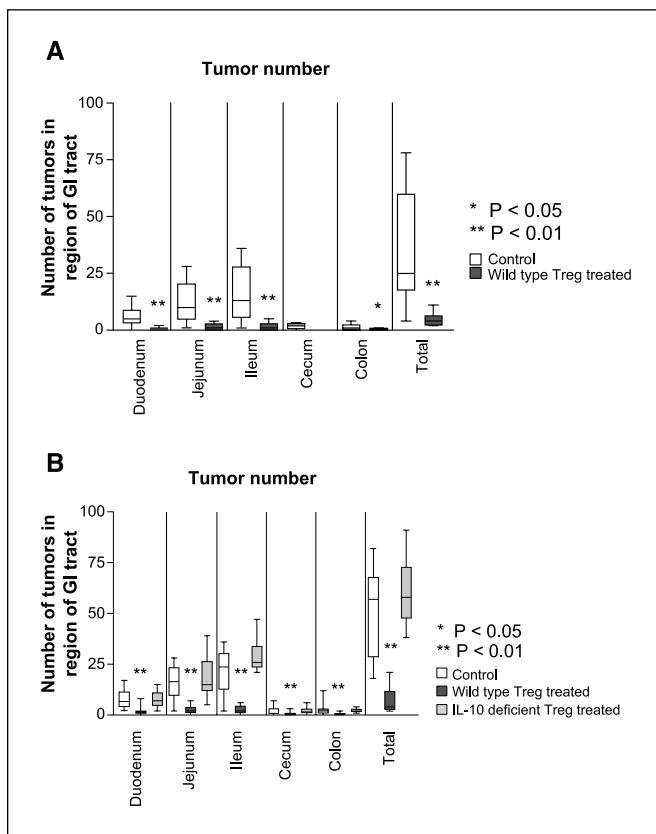 A
Tumor number
Number of tumors in
region of GI tract
100
75
50
25
0
** ** ** * **
* P < 0.05
** P < 0.01
Control
Wild type Treg treated
Duodenum
Jejunum
Ileum
Cecum
Colon
Total
B
Tumor number
Number of tumors in
region of GI tract
100
75
50
25
0
** ** ** ** ** **
* P < 0.05
** P < 0.01
Control
Wild type Treg treated
IL-10 deficient Treg treated
Duodenum
Jejunum
Ileum
Cecum
Colon
Total